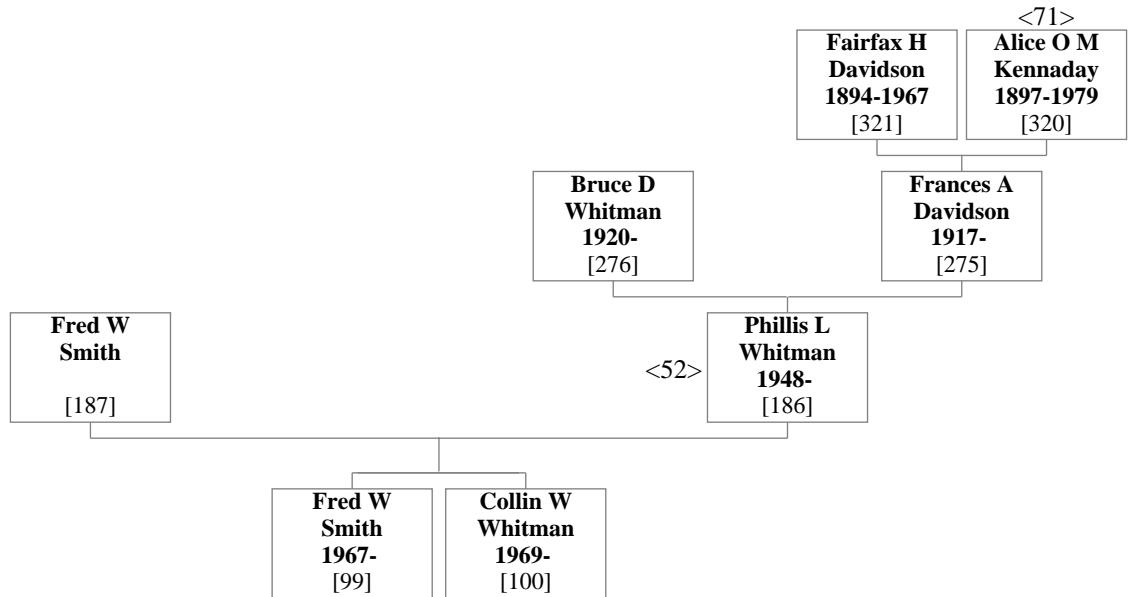 <71>
Fairfax H
Davidson
1894-1967
[321]
Alice O M
Kennaday
1897-1979
[320]
Bruce D
Whitman
1920-
[276]
Frances A
Davidson
1917-
[275]
Fred W
Smith
[187]
<52>
Phillis L
Whitman
1948-
[186]
Fred W
Smith
1967-
[99]
Collin W
Whitman
1969-
[100]